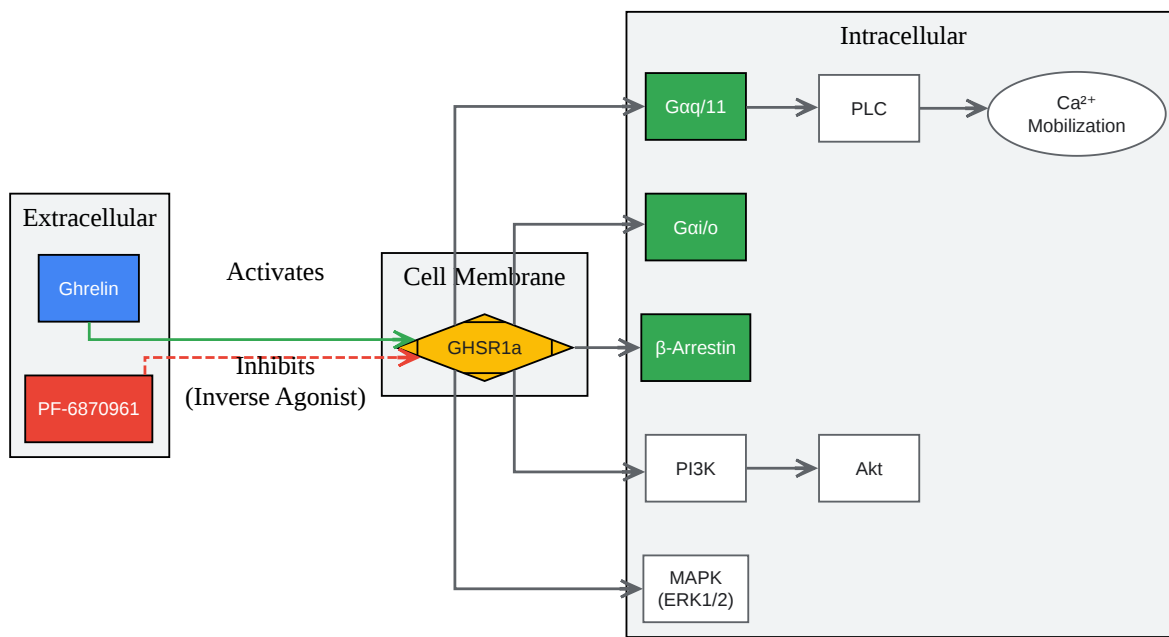 Extracellular
Ghrelin
PF-6870961
Activates
Inhibits
(Inverse Agonist)
Cell Membrane
GHSR1a
Intracellular
Gαq/11
PLC
Ca²⁺
Mobilization
Gαi/o
β-Arrestin
PI3K
Akt
MAPK
(ERK1/2)